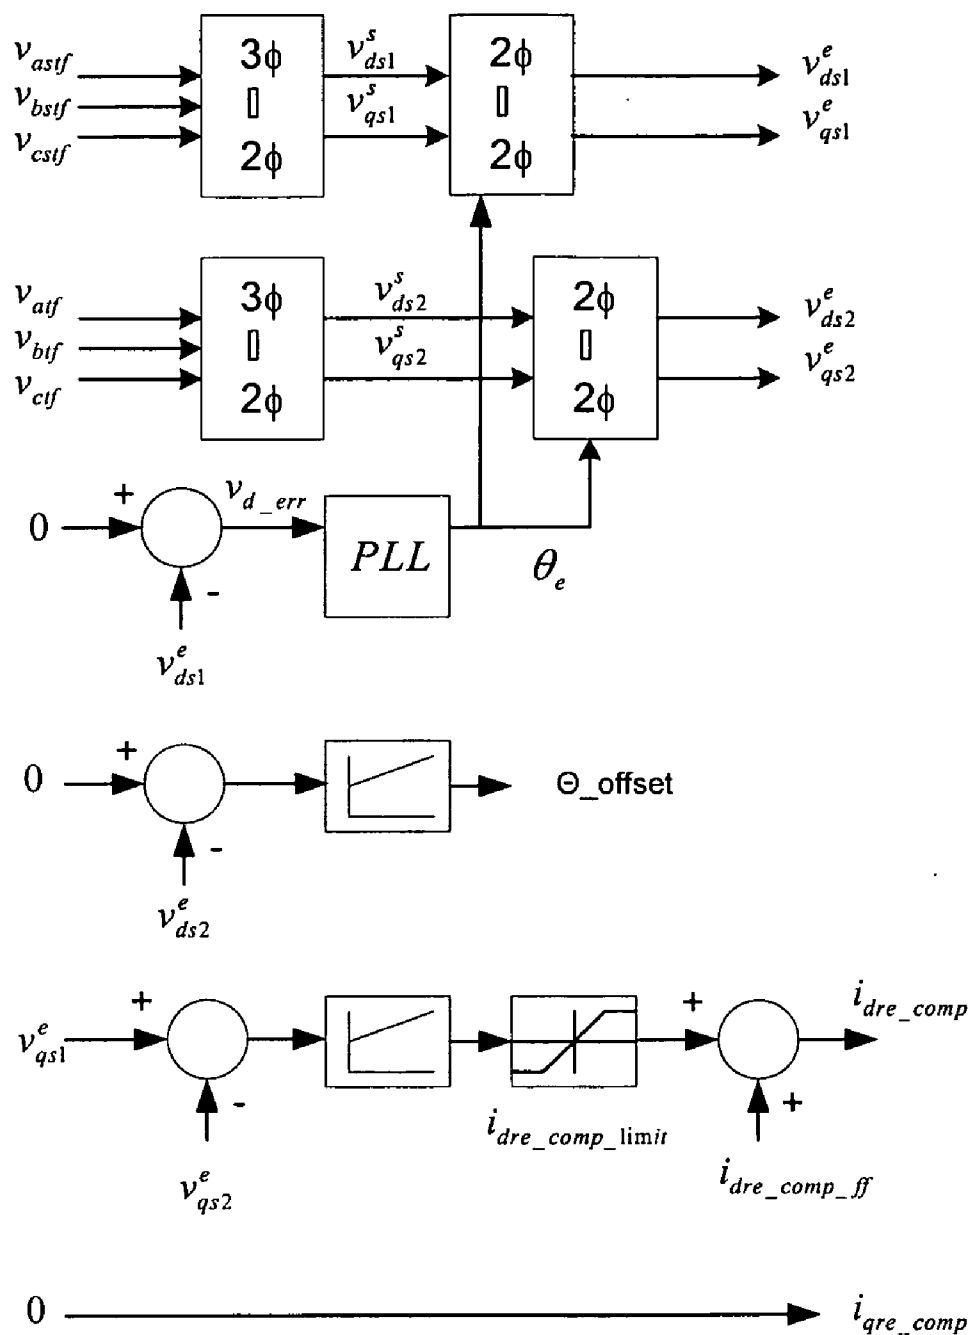 v_astf
v_bstf
v_cstf
3ϕ
▯
2ϕ
v^s_ds1
v^s_qs1
2ϕ
▯
2ϕ
v^e_ds1
v^e_qs1
v_atf
v_btf
v_ctf
3ϕ
▯
2ϕ
v^s_ds2
v^s_qs2
2ϕ
▯
2ϕ
v^e_ds2
v^e_qs2
0
+
-
v^e_ds1
v_d_err
PLL
θ_e
0
+
-
v^e_ds2
Θ_offset
v^e_qs1
+
-
v^e_qs2
i_dre_comp_limit
+
+
i_dre_comp_ff
i_dre_comp
0
i_qre_comp